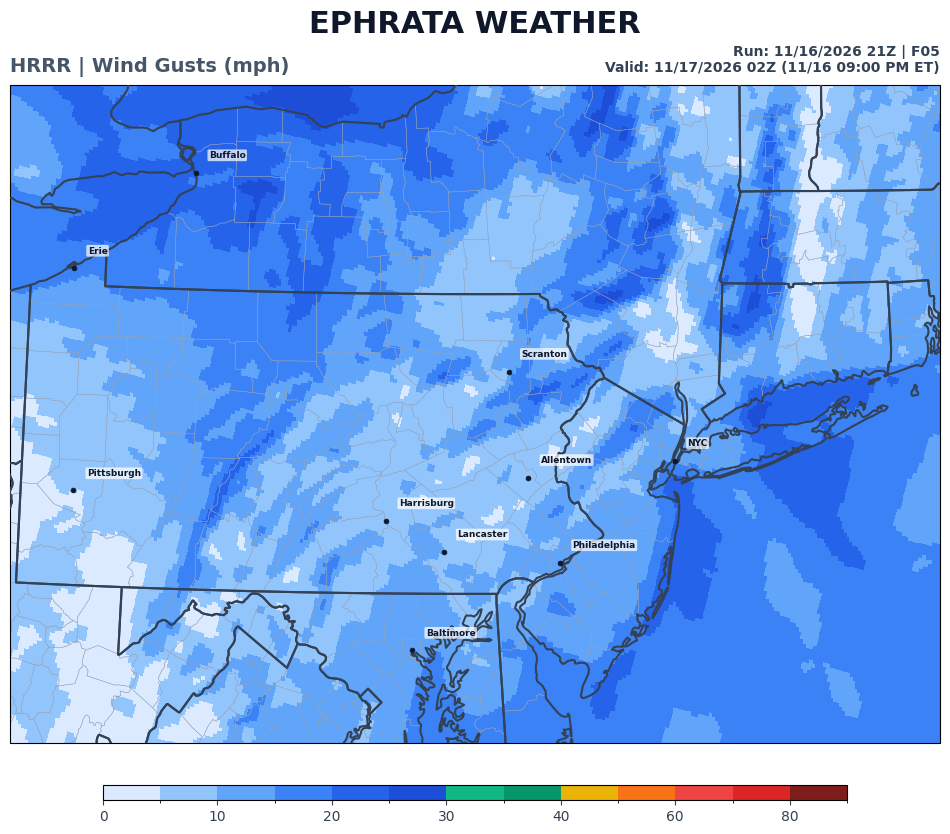 EPHRATA WEATHER
HRRR | Wind Gusts (mph)
Run: 11/16/2026 21Z | F05
Valid: 11/17/2026 02Z (11/16 09:00 PM ET)
Buffalo
Erie
Scranton
NYC
Allentown
Pittsburgh
Harrisburg
Lancaster
Philadelphia
Baltimore
0 10 20 30 40 60 80